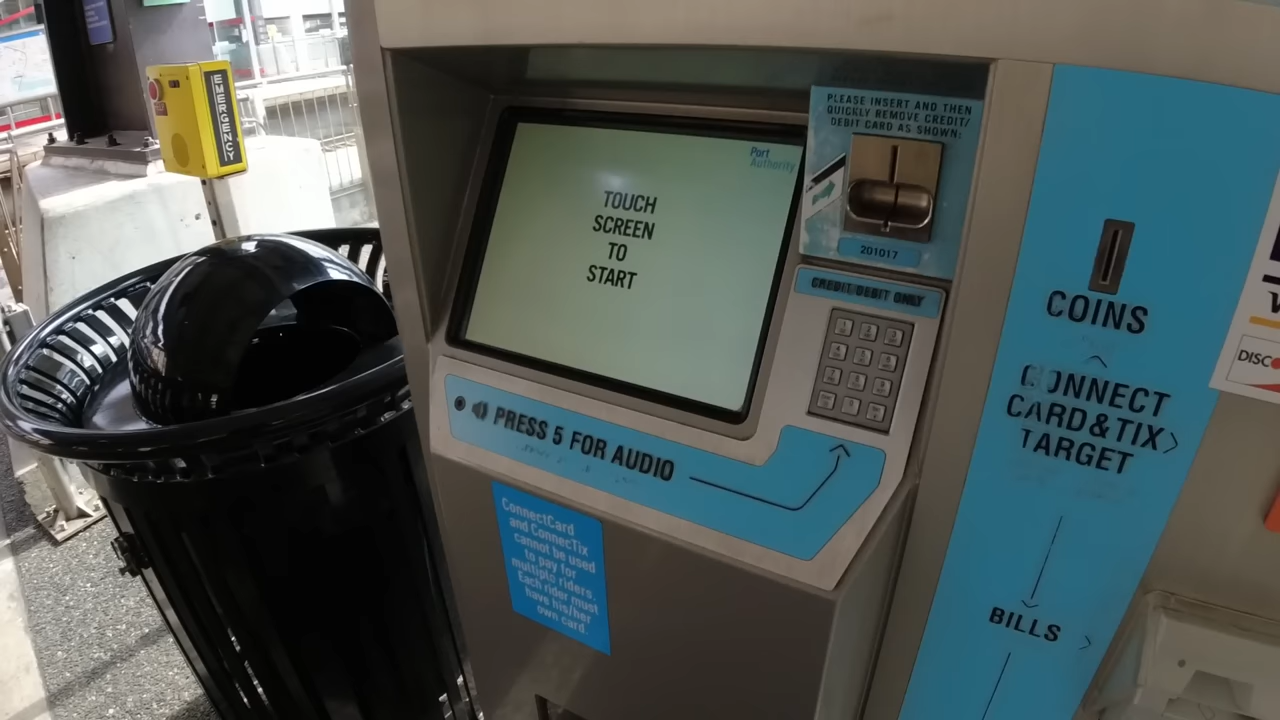 EMERGENCY
Port
Authority
TOUCH
SCREEN
TO
START
PLEASE INSERT AND THEN
QUICKLY REMOVE CREDIT/
DEBIT CARD AS SHOWN:
201017
CREDIT/DEBIT ONLY
PRESS 5 FOR AUDIO
ConnectCard
and ConnecTix
cannot be used
to pay for
multiple riders.
Each rider must
have his/her
own card.
COINS
CONNECT
CARD&TIX
TARGET
BILLS
DISC